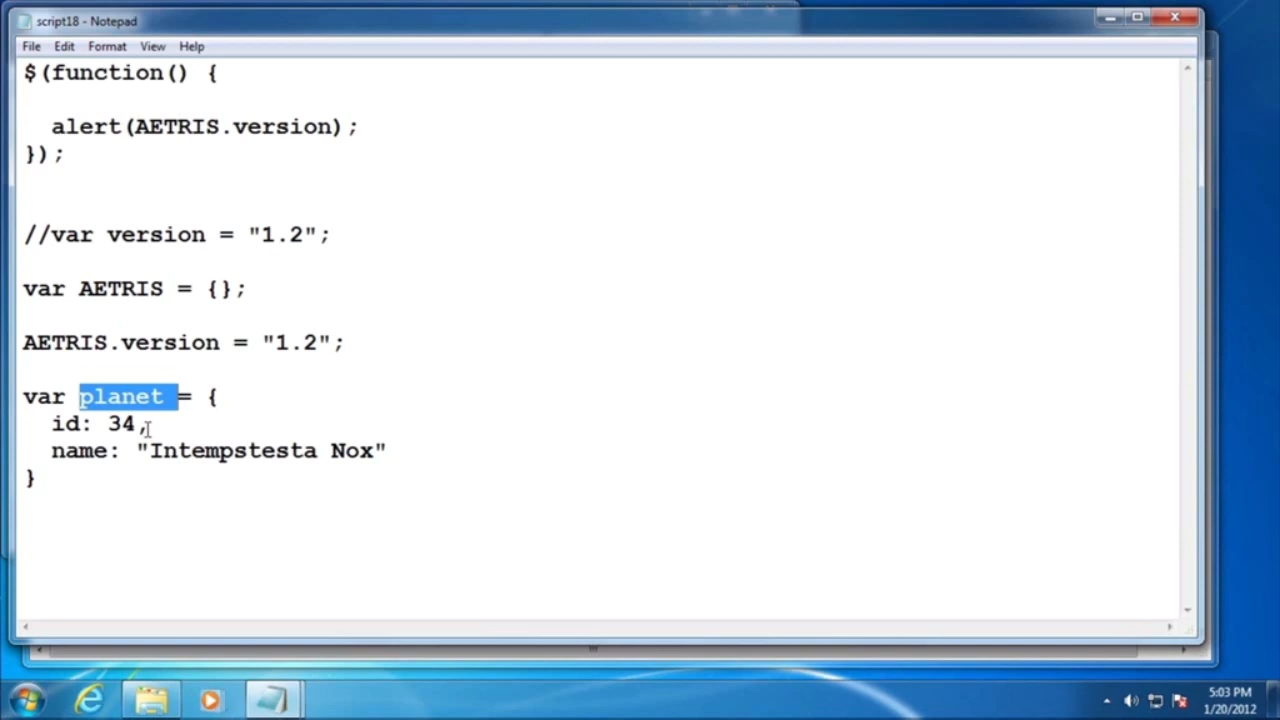 script18 - Notepad
File Edit Format View Help
$(function() {
alert(AETRIS.version);
});
//var version = "1.2";
var AETRIS = {};
AETRIS.version = "1.2";
var planet = {
id: 34,
name: "Intempstesta Nox"
}
5:03 PM
1/20/2012